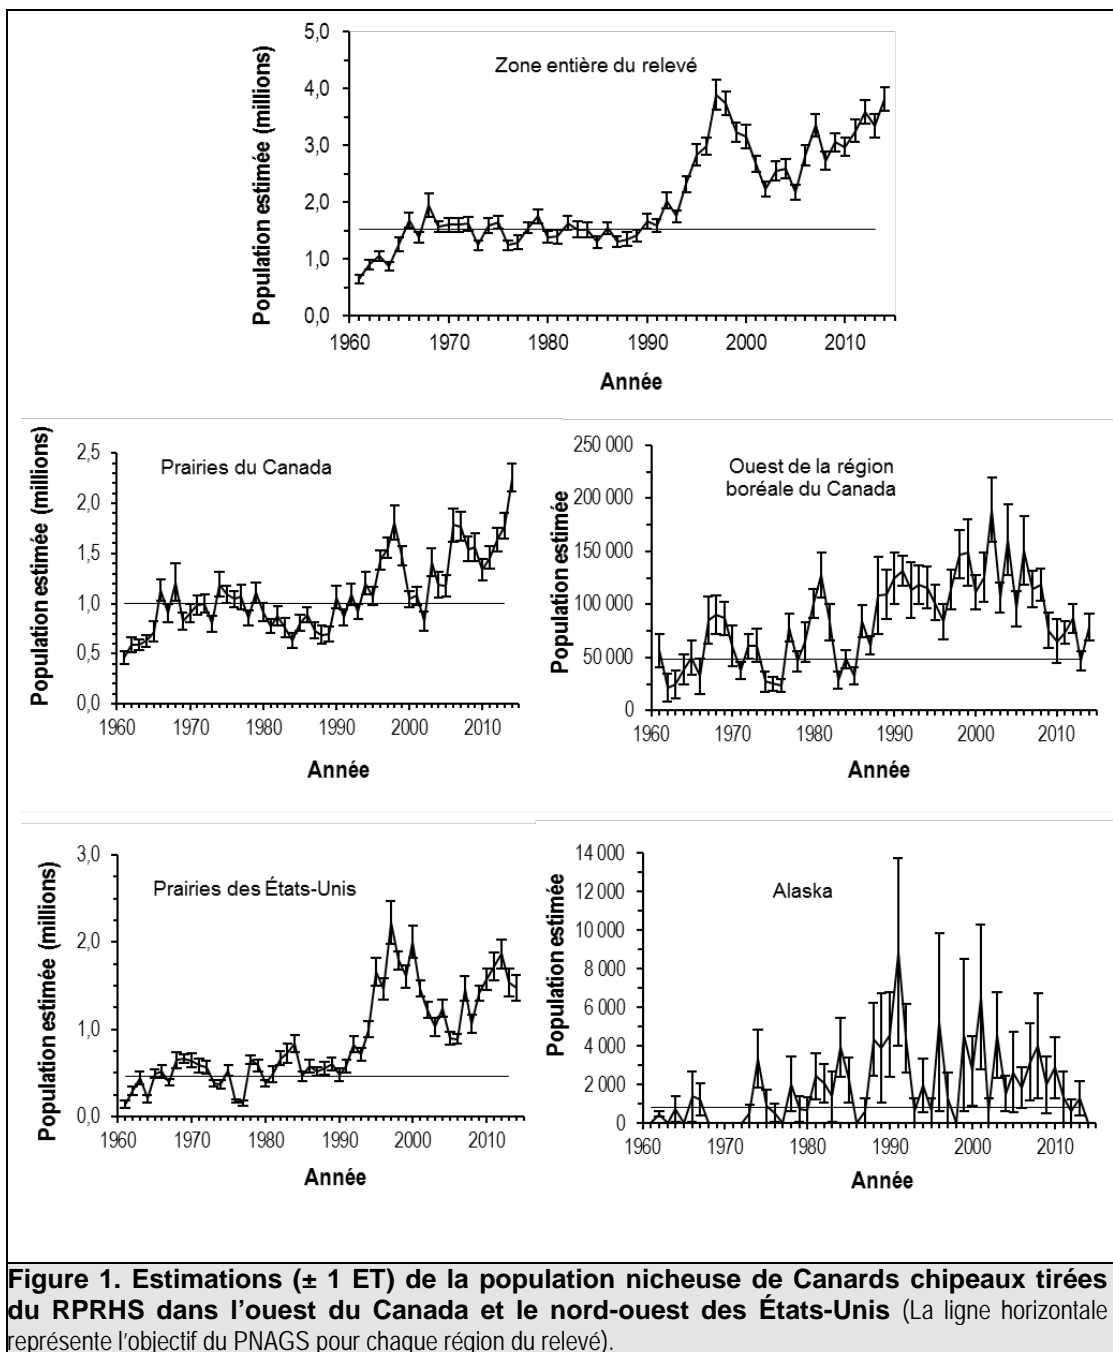 Zone entière du relevé
Population estimée (millions)
5,0
4,0
3,0
2,0
1,0
0,0
1960 1970 1980 1990 2000 2010
Année
Prairies du Canada
Population estimée (millions)
2,5
2,0
1,5
1,0
0,5
0,0
1960 1970 1980 1990 2000 2010
Année
Ouest de la région
boréale du Canada
Population estimée
250 000
200 000
150 000
100 000
50 000
0
1960 1970 1980 1990 2000 2010
Année
Prairies des États-Unis
Population estimée (millions)
3,0
2,0
1,0
0,0
1960 1970 1980 1990 2000 2010
Année
Alaska
Population estimée
14 000
12 000
10 000
8 000
6 000
4 000
2 000
0
1960 1970 1980 1990 2000 2010
Année
Figure 1. Estimations (± 1 ET) de la population nicheuse de Canards chipeaux tirées
du RPRHS dans l'ouest du Canada et le nord-ouest des États-Unis (La ligne horizontale
représente l'objectif du PNAGS pour chaque région du relevé).